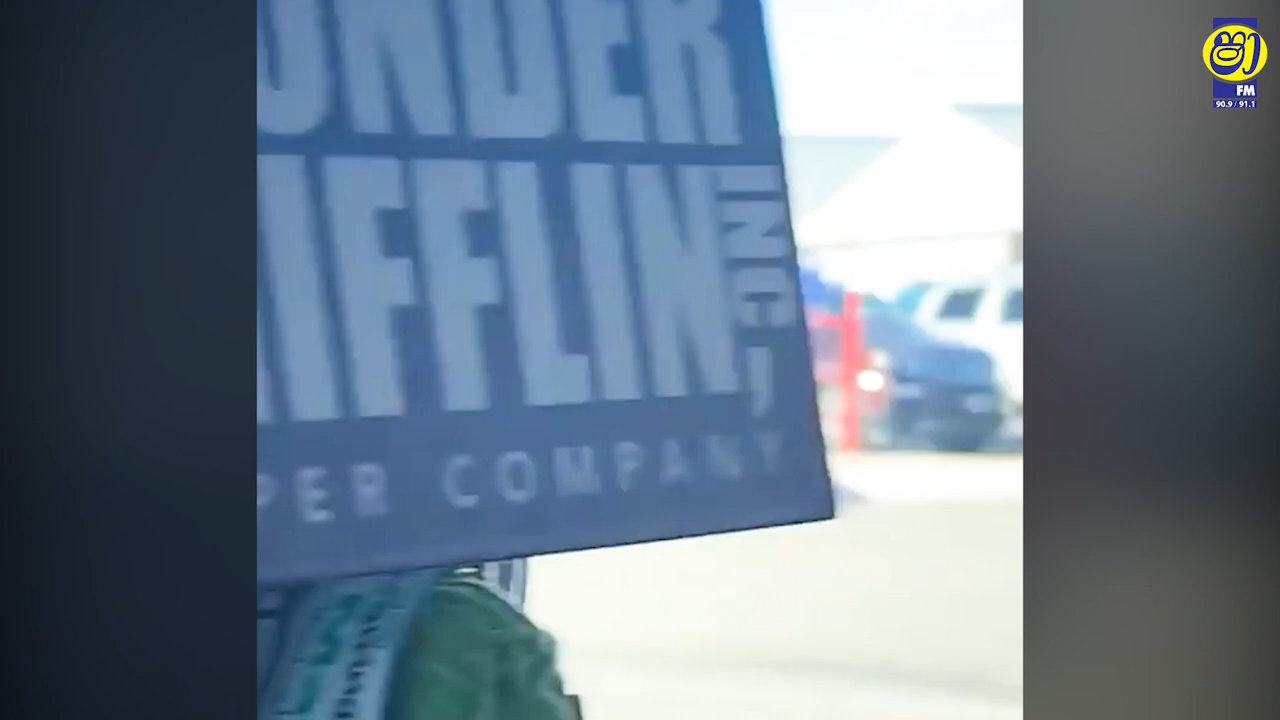 UNDER
IFFLIN
INC.
PER COMPANY
FM
90.9 / 91.1